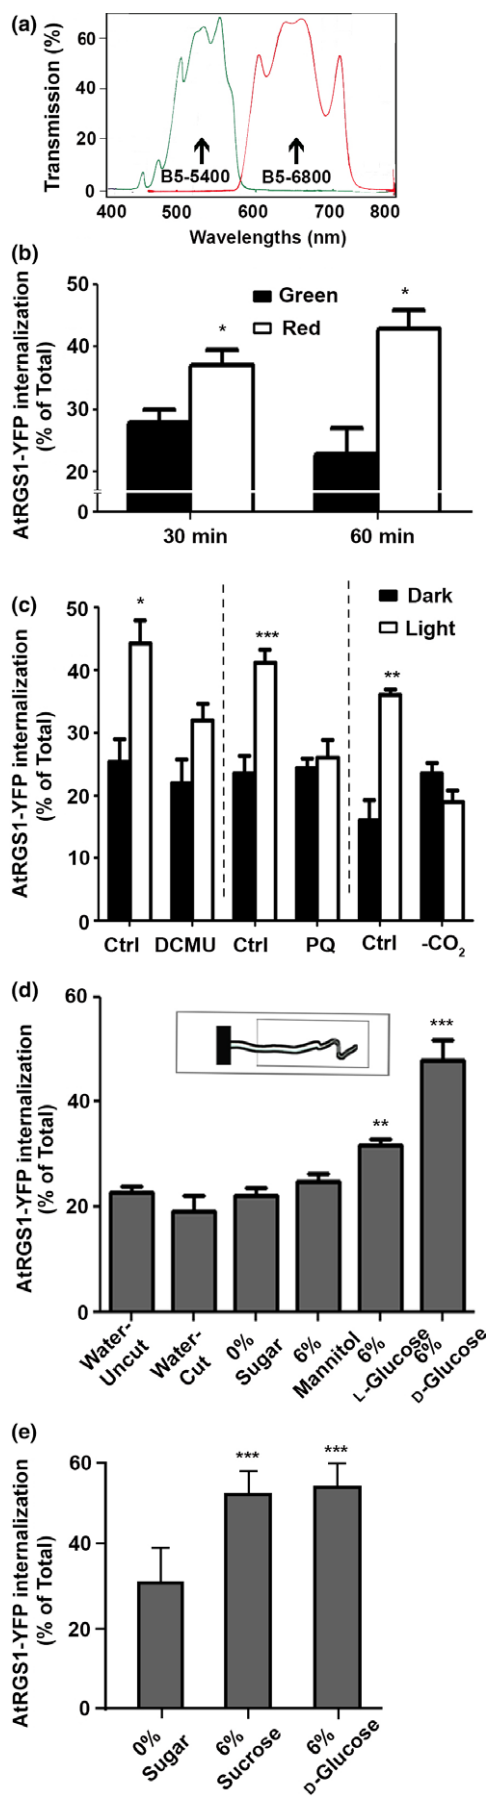 (a)
Transmission (%)
60
40
20
0
B5-5400
B5-6800
400 500 600 700 800
Wavelengths (nm)
(b)
AtRGS1-YFP internalization
(% of Total)
50
40
30
20
0
Green
Red
*
*
30 min
60 min
(c)
AtRGS1-YFP internalization
(% of Total)
50
40
30
20
10
0
Dark
Light
*
***
**
Ctrl DCMU Ctrl PQ Ctrl -CO2
(d)
AtRGS1-YFP internalization
(% of Total)
60
40
20
0
**
***
Water-
Uncut
Water-
Cut
0%
Sugar
6%
Mannitol
6%
L-Glucose
6%
D-Glucose
(e)
AtRGS1-YFP internalization
(% of Total)
60
40
20
0
***
***
0%
Sugar
6%
Sucrose
6%
D-Glucose